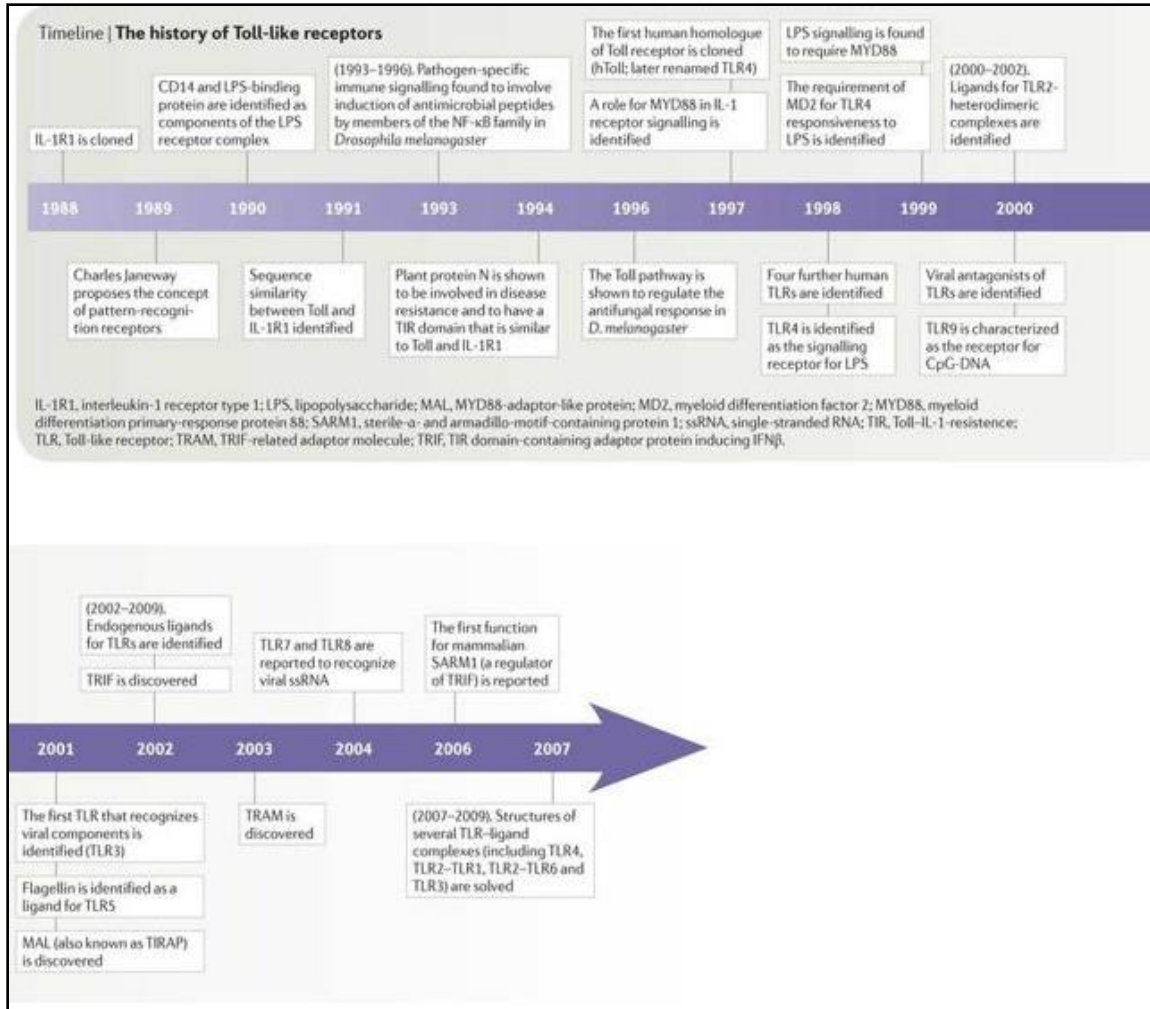 Timeline | The history of Toll-like receptors
IL-1R1 is cloned
CD14 and LPS-binding
protein are identified as
components of the LPS
receptor complex
(1993–1996). Pathogen-specific
immune signalling found to involve
induction of antimicrobial peptides
by members of the NF-κB family in
Drosophila melanogaster
The first human homologue
of Toll receptor is cloned
(hToll; later renamed TLR4)
A role for MYD88 in IL-1
receptor signalling is
identified
LPS signalling is found
to require MYD88
The requirement of
MD2 for TLR4
responsiveness to
LPS is identified
(2000–2002).
Ligands for TLR2-
heterodimeric
complexes are
identified
1988 1989 1990 1991 1993 1994 1996 1997 1998 1999 2000
Charles Janeway
proposes the concept
of pattern-recogni-
tion receptors
Sequence
similarity
between Toll and
IL-1R1 identified
Plant protein N is shown
to be involved in disease
resistance and to have a
TIR domain that is similar
to Toll and IL-1R1
The Toll pathway is
shown to regulate the
antifungal response in
D. melanogaster
Four further human
TLRs are identified
TLR4 is identified
as the signalling
receptor for LPS
Viral antagonists of
TLRs are identified
TLR9 is characterized
as the receptor for
CpG-DNA
IL-1R1, interleukin-1 receptor type 1; LPS, lipopolysaccharide; MAL, MYD88-adaptor-like protein; MD2, myeloid differentiation factor 2; MYD88, myeloid
differentiation primary-response protein 88; SARM1, sterile-α- and armadillo-motif-containing protein 1; ssRNA, single-stranded RNA; TIR, Toll–IL-1-resistence;
TLR, Toll-like receptor; TRAM, TRIF-related adaptor molecule; TRIF, TIR domain-containing adaptor protein inducing IFNβ.
(2002–2009).
Endogenous ligands
for TLRs are identified
TRIF is discovered
TLR7 and TLR8 are
reported to recognize
viral ssRNA
The first function
for mammalian
SARM1 (a regulator
of TRIF) is reported
2001 2002 2003 2004 2006 2007
The first TLR that recognizes
viral components is
identified (TLR3)
Flagellin is identified as a
ligand for TLR5
MAL (also known as TIRAP)
is discovered
TRAM is
discovered
(2007–2009). Structures of
several TLR–ligand
complexes (including TLR4,
TLR2–TLR1, TLR2–TLR6 and
TLR3) are solved